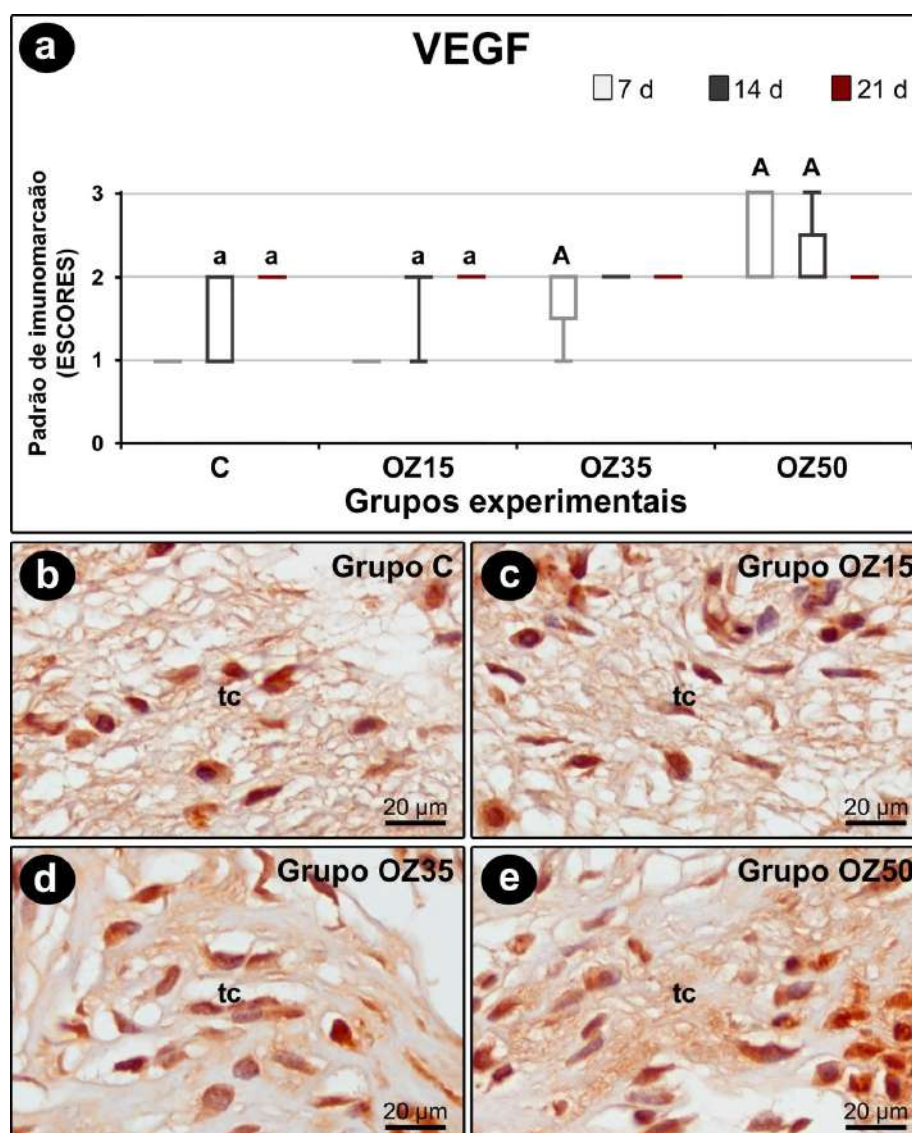 a
VEGF
7 d 14 d 21 d
Padrão de imunomarcaão
(ESCORES)
3
2
1
0
a a a a A A A
C OZ15 OZ35 OZ50
Grupos experimentais
b Grupo C
tc
20 µm
c Grupo OZ15
tc
20 µm
d Grupo OZ35
tc
20 µm
e Grupo OZ50
tc
20 µm